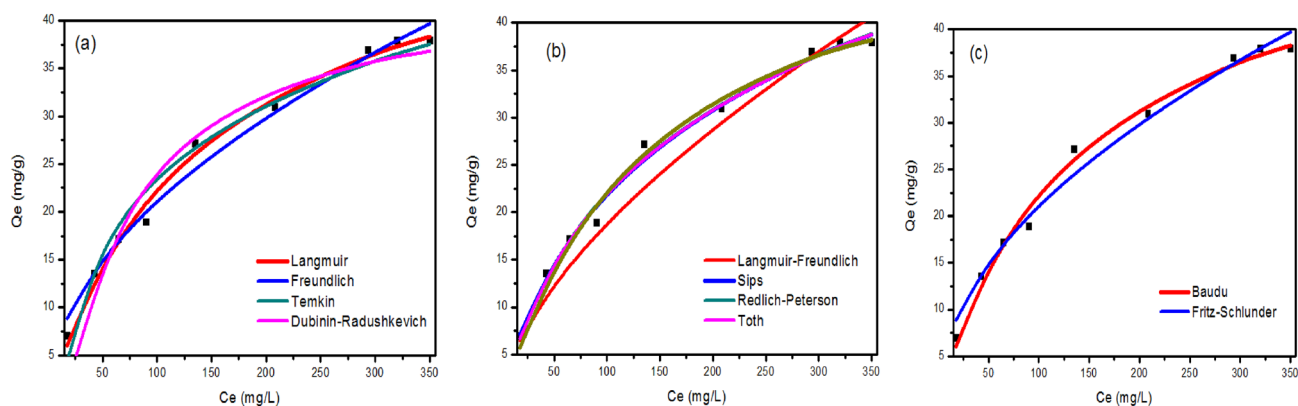 (a)
Qe (mg/g)
40
35
30
25
20
15
10
5
50
100
150
200
250
300
350
Ce (mg/L)
Langmuir
Freundlich
Temkin
Dubinin-Radushkevich
(b)
Qe (mg/g)
40
35
30
25
20
15
10
5
50
100
150
200
250
300
350
Ce (mg/L)
Langmuir-Freundlich
Sips
Redlich-Peterson
Toth
(c)
Qe (mg/g)
40
35
30
25
20
15
10
5
50
100
150
200
250
300
350
Ce (mg/L)
Baudu
Fritz-Schlunder